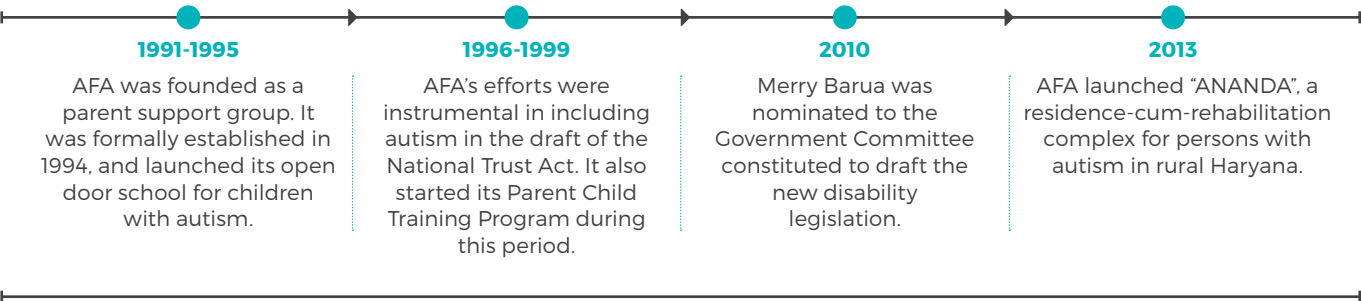 1991-1995
AFA was founded as a
parent support group. It
was formally established in
1994, and launched its open
door school for children
with autism.
1996-1999
AFA’s efforts were
instrumental in including
autism in the draft of the
National Trust Act. It also
started its Parent Child
Training Program during
this period.
2010
Merry Barua was
nominated to the
Government Committee
constituted to draft the
new disability
legislation.
2013
AFA launched “ANANDA”, a
residence-cum-rehabilitation
complex for persons with
autism in rural Haryana.